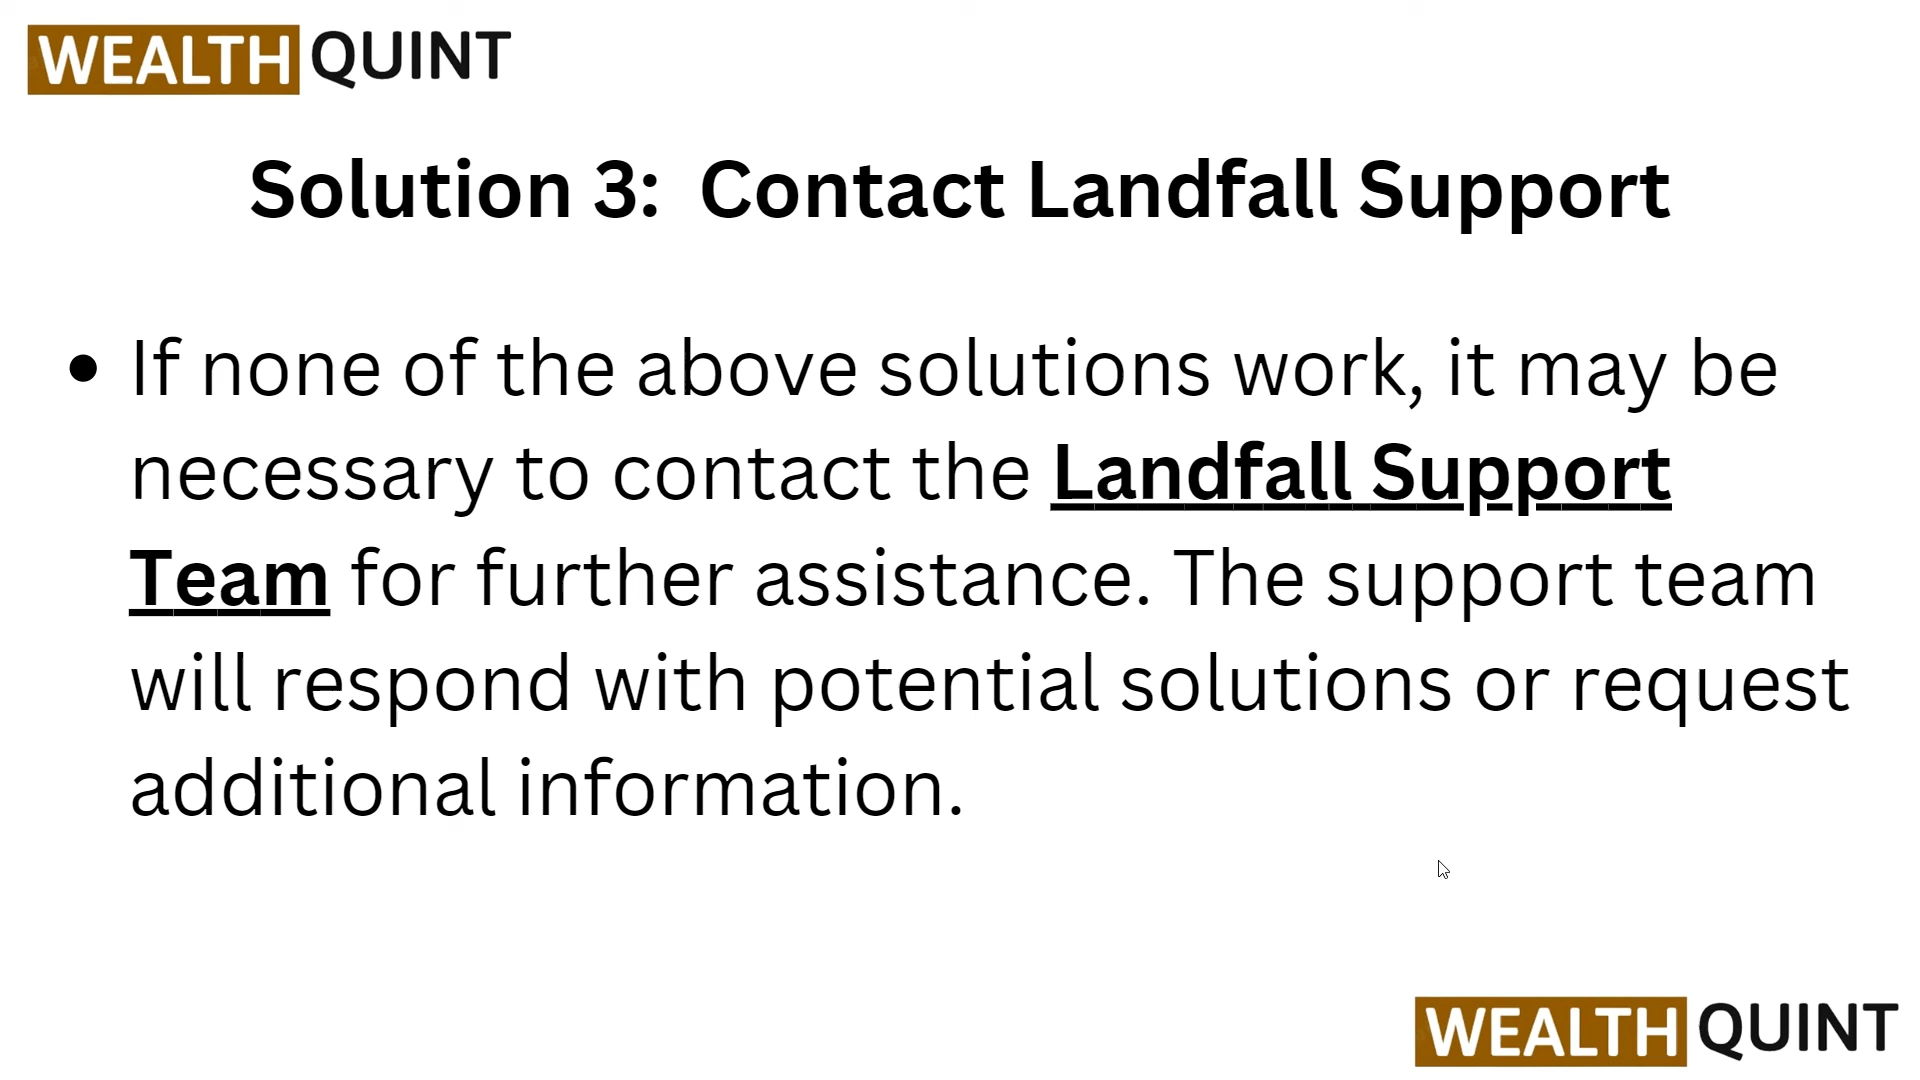 WEALTH QUINT
Solution 3: Contact Landfall Support
• If none of the above solutions work, it may be
necessary to contact the Landfall Support
Team for further assistance. The support team
will respond with potential solutions or request
additional information.
WEALTH QUINT